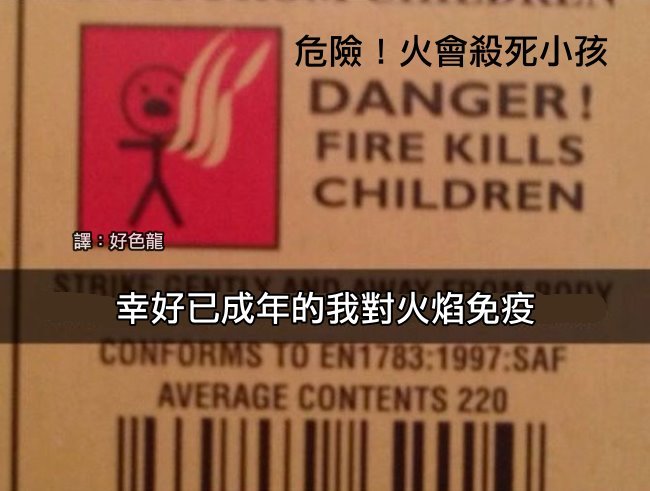 危險！火會殺死小孩
DANGER!
FIRE KILLS
CHILDREN
譯：好色龍
幸好已成年的我對火焰免疫
CONFORMS TO EN1783:1997:SAF
AVERAGE CONTENTS 220